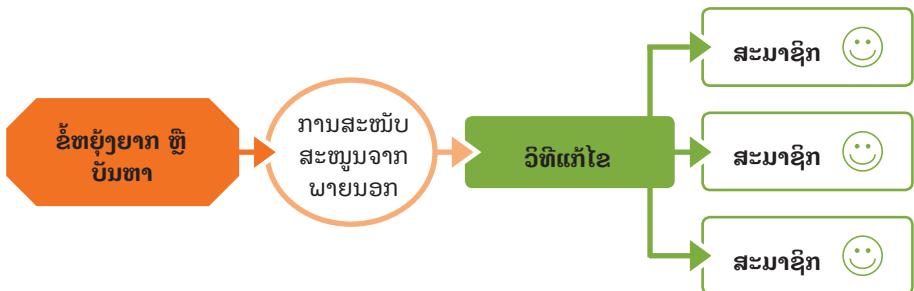 ຂໍ້ຫຍຸ້ງຍາກ ຫຼື
ບັນຫາ
ການສະໜັບ
ສະໜູນຈາກ
ພາຍນອກ
ວິທີແກ້ໄຂ
ສະມາຊິກ
ສະມາຊິກ
ສະມາຊິກ